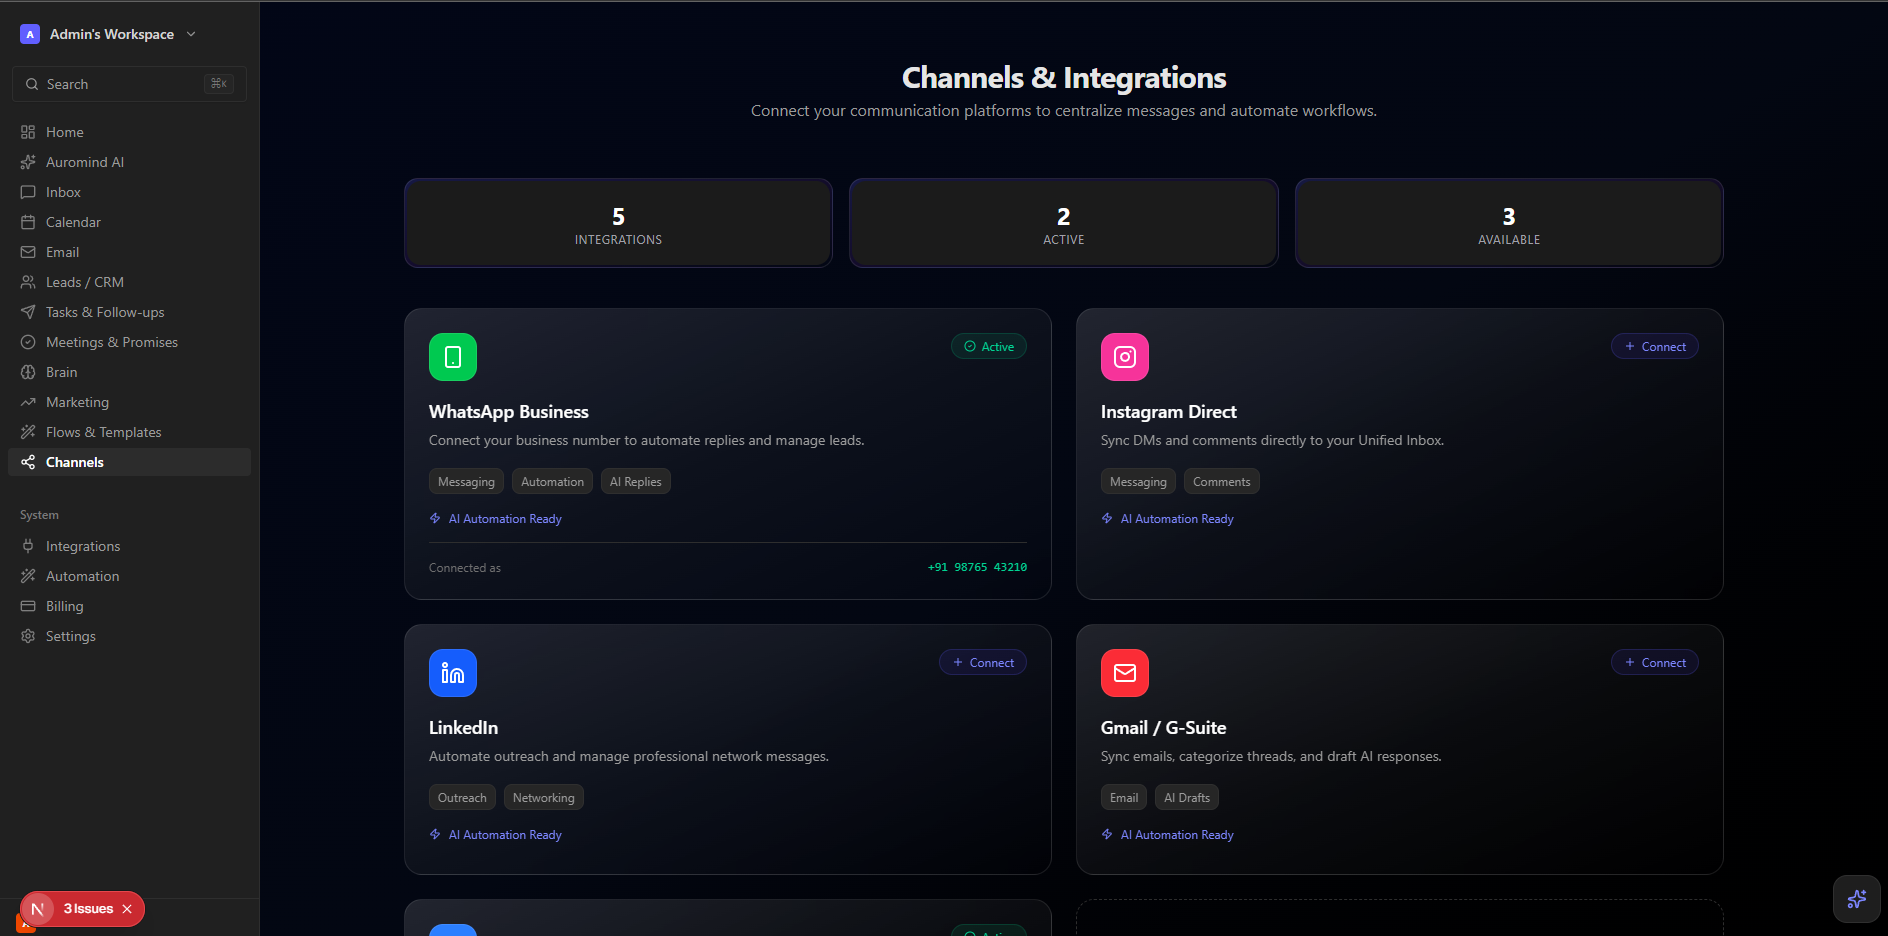 A Admin's Workspace
Search ⌘K
Home
Auromind AI
Inbox
Calendar
Email
Leads / CRM
Tasks & Follow-ups
Meetings & Promises
Brain
Marketing
Flows & Templates
Channels
System
Integrations
Automation
Billing
Settings
N 3 Issues
Channels & Integrations
Connect your communication platforms to centralize messages and automate workflows.
5
INTEGRATIONS
2
ACTIVE
3
AVAILABLE
Active
WhatsApp Business
Connect your business number to automate replies and manage leads.
Messaging Automation AI Replies
AI Automation Ready
Connected as +91 98765 43210
+ Connect
Instagram Direct
Sync DMs and comments directly to your Unified Inbox.
Messaging Comments
AI Automation Ready
+ Connect
LinkedIn
Automate outreach and manage professional network messages.
Outreach Networking
AI Automation Ready
+ Connect
Gmail / G-Suite
Sync emails, categorize threads, and draft AI responses.
Email AI Drafts
AI Automation Ready